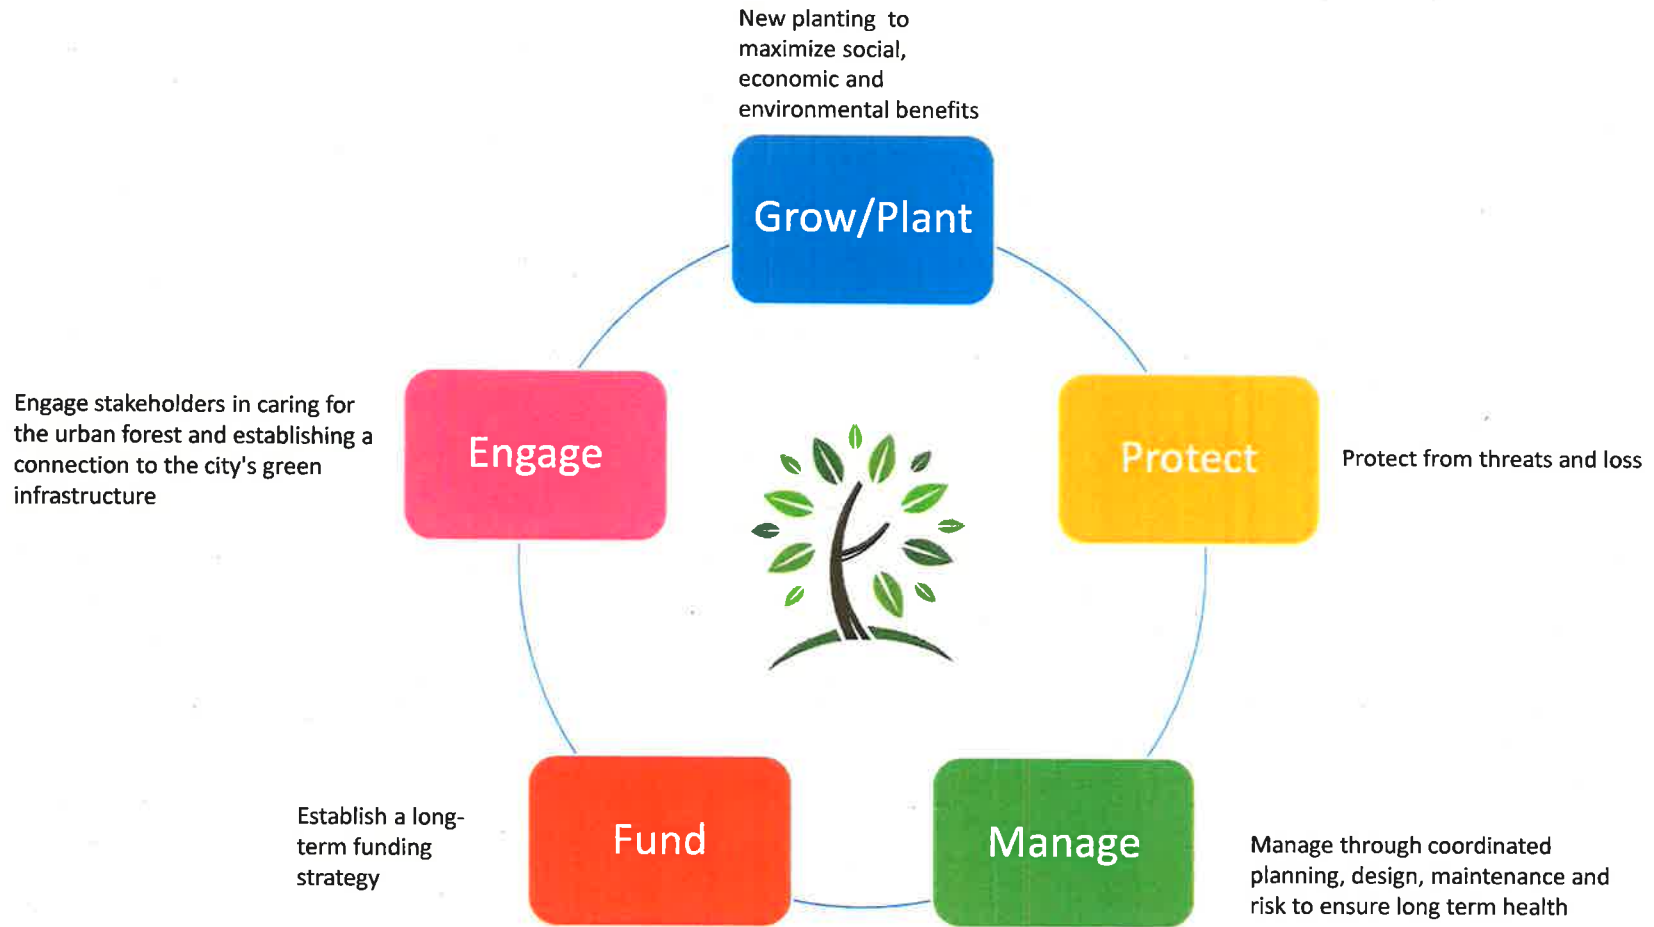 New planting to
maximize social,
economic and
environmental benefits
Grow/Plant
Protect
Protect from threats and loss
Manage
Manage through coordinated
planning, design, maintenance and
risk to ensure long term health
Fund
Establish a long-
term funding
strategy
Engage
Engage stakeholders in caring for
the urban forest and establishing a
connection to the city's green
infrastructure